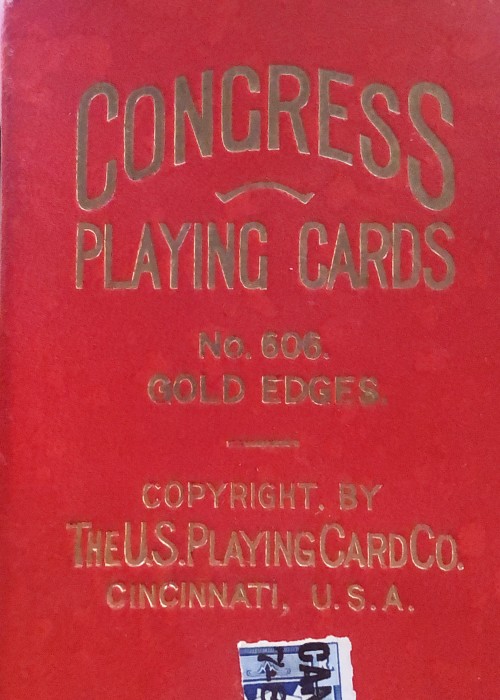 CONGRESS
PLAYING CARDS
No. 606.
GOLD EDGES.
COPYRIGHT, BY
THE U.S. PLAYING CARD CO.
CINCINNATI, U.S.A.